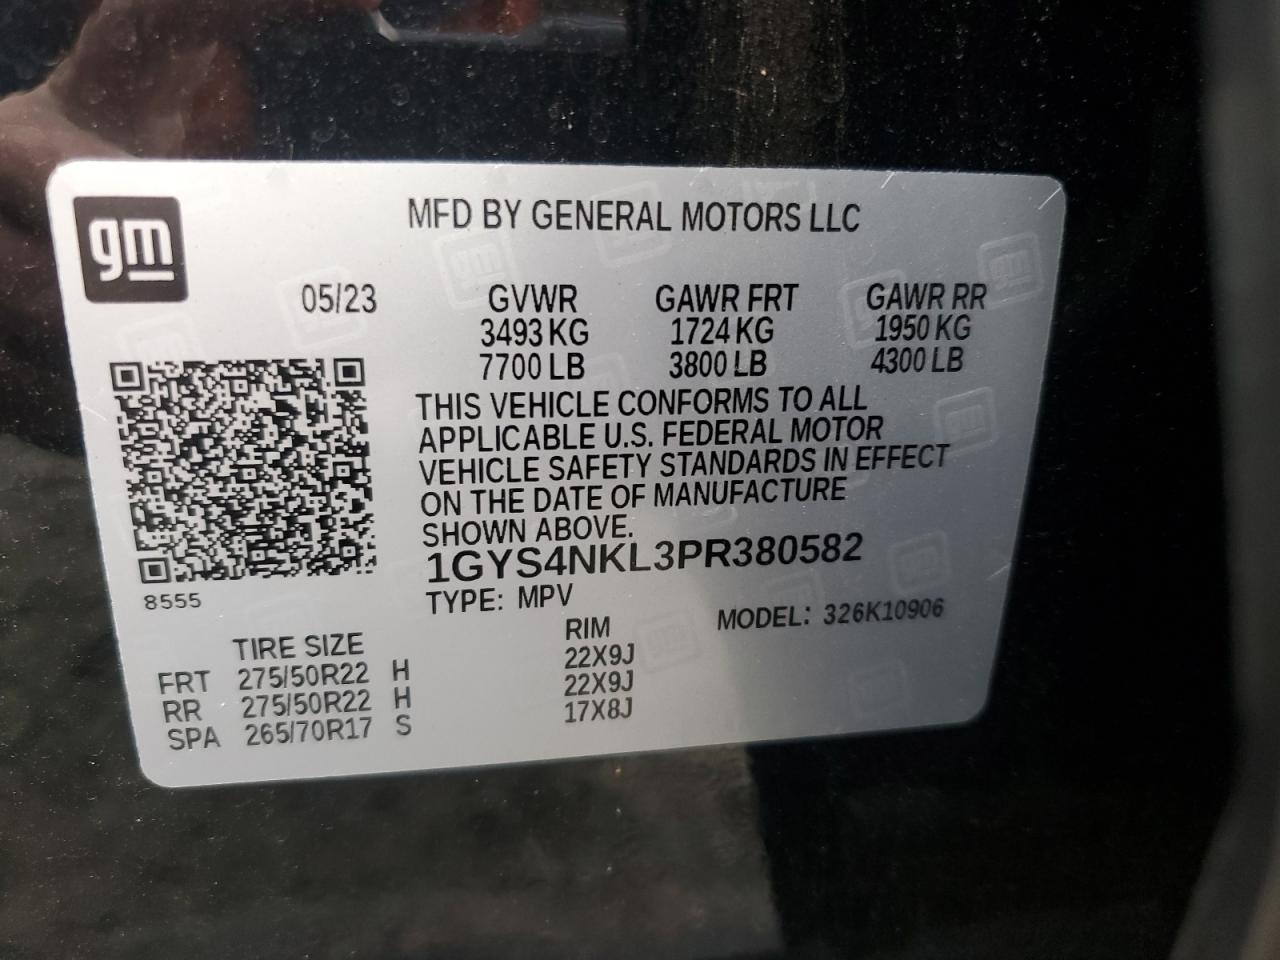 gm
MFD BY GENERAL MOTORS LLC
05/23 GVWR GAWR FRT GAWR RR
3493 KG 1724 KG 1950 KG
7700 LB 3800 LB 4300 LB
THIS VEHICLE CONFORMS TO ALL
APPLICABLE U.S. FEDERAL MOTOR
VEHICLE SAFETY STANDARDS IN EFFECT
ON THE DATE OF MANUFACTURE
SHOWN ABOVE.
1GYS4NKL3PR380582
8555
TYPE: MPV MODEL: 326K10906
TIRE SIZE RIM
FRT 275/50R22 H 22X9J
RR 275/50R22 H 22X9J
SPA 265/70R17 S 17X8J